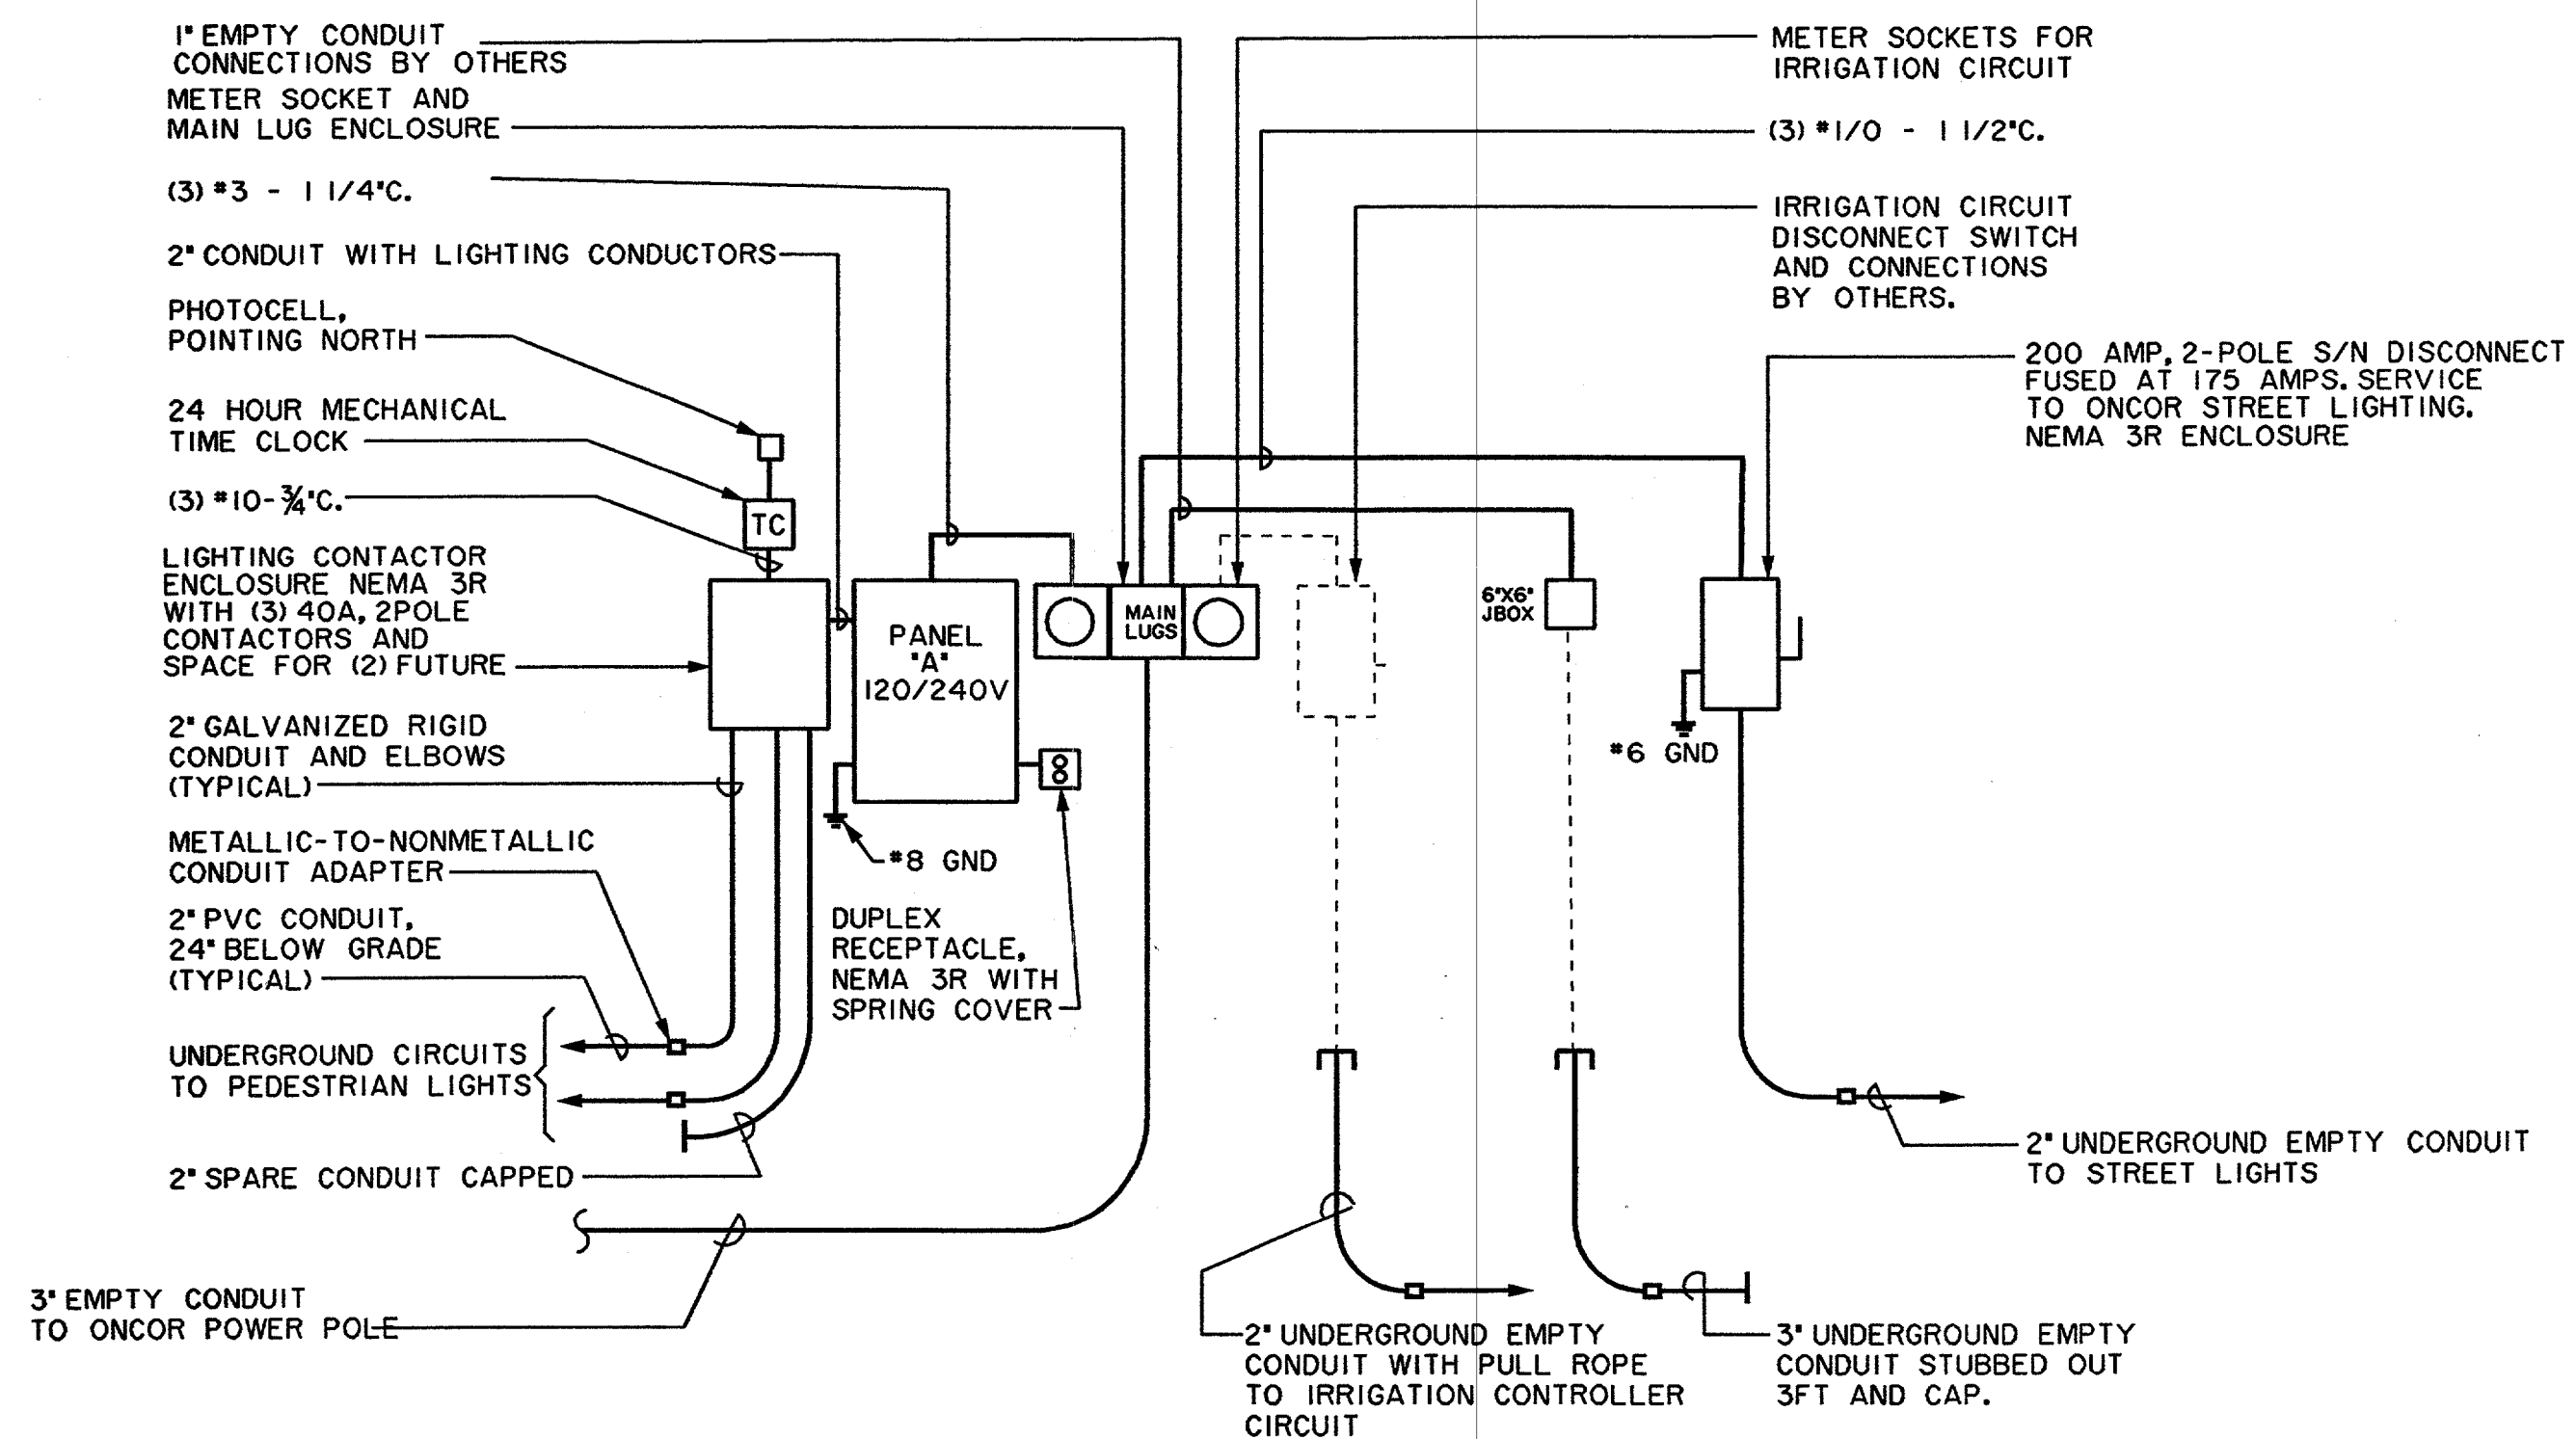 1" EMPTY CONDUIT
CONNECTIONS BY OTHERS
METER SOCKET AND
MAIN LUG ENCLOSURE
(3) #3 - 1 1/4"C.
2" CONDUIT WITH LIGHTING CONDUCTORS
PHOTOCELL,
POINTING NORTH
24 HOUR MECHANICAL
TIME CLOCK
(3) #10-¾"C.
LIGHTING CONTACTOR
ENCLOSURE NEMA 3R
WITH (3) 40A, 2POLE
CONTACTORS AND
SPACE FOR (2) FUTURE
2" GALVANIZED RIGID
CONDUIT AND ELBOWS
(TYPICAL)
METALLIC-TO-NONMETALLIC
CONDUIT ADAPTER
2" PVC CONDUIT,
24" BELOW GRADE
(TYPICAL)
UNDERGROUND CIRCUITS
TO PEDESTRIAN LIGHTS
2" SPARE CONDUIT CAPPED
3" EMPTY CONDUIT
TO ONCOR POWER POLE
TC
PANEL
"A"
120/240V
#8 GND
DUPLEX
RECEPTACLE,
NEMA 3R WITH
SPRING COVER
MAIN
LUGS
6"X6"
JBOX
#6 GND
METER SOCKETS FOR
IRRIGATION CIRCUIT
(3) #1/0 - 1 1/2"C.
IRRIGATION CIRCUIT
DISCONNECT SWITCH
AND CONNECTIONS
BY OTHERS.
200 AMP, 2-POLE S/N DISCONNECT
FUSED AT 175 AMPS. SERVICE
TO ONCOR STREET LIGHTING.
NEMA 3R ENCLOSURE
2" UNDERGROUND EMPTY CONDUIT
TO STREET LIGHTS
2" UNDERGROUND EMPTY
CONDUIT WITH PULL ROPE
TO IRRIGATION CONTROLLER
CIRCUIT
3" UNDERGROUND EMPTY
CONDUIT STUBBED OUT
3FT AND CAP.